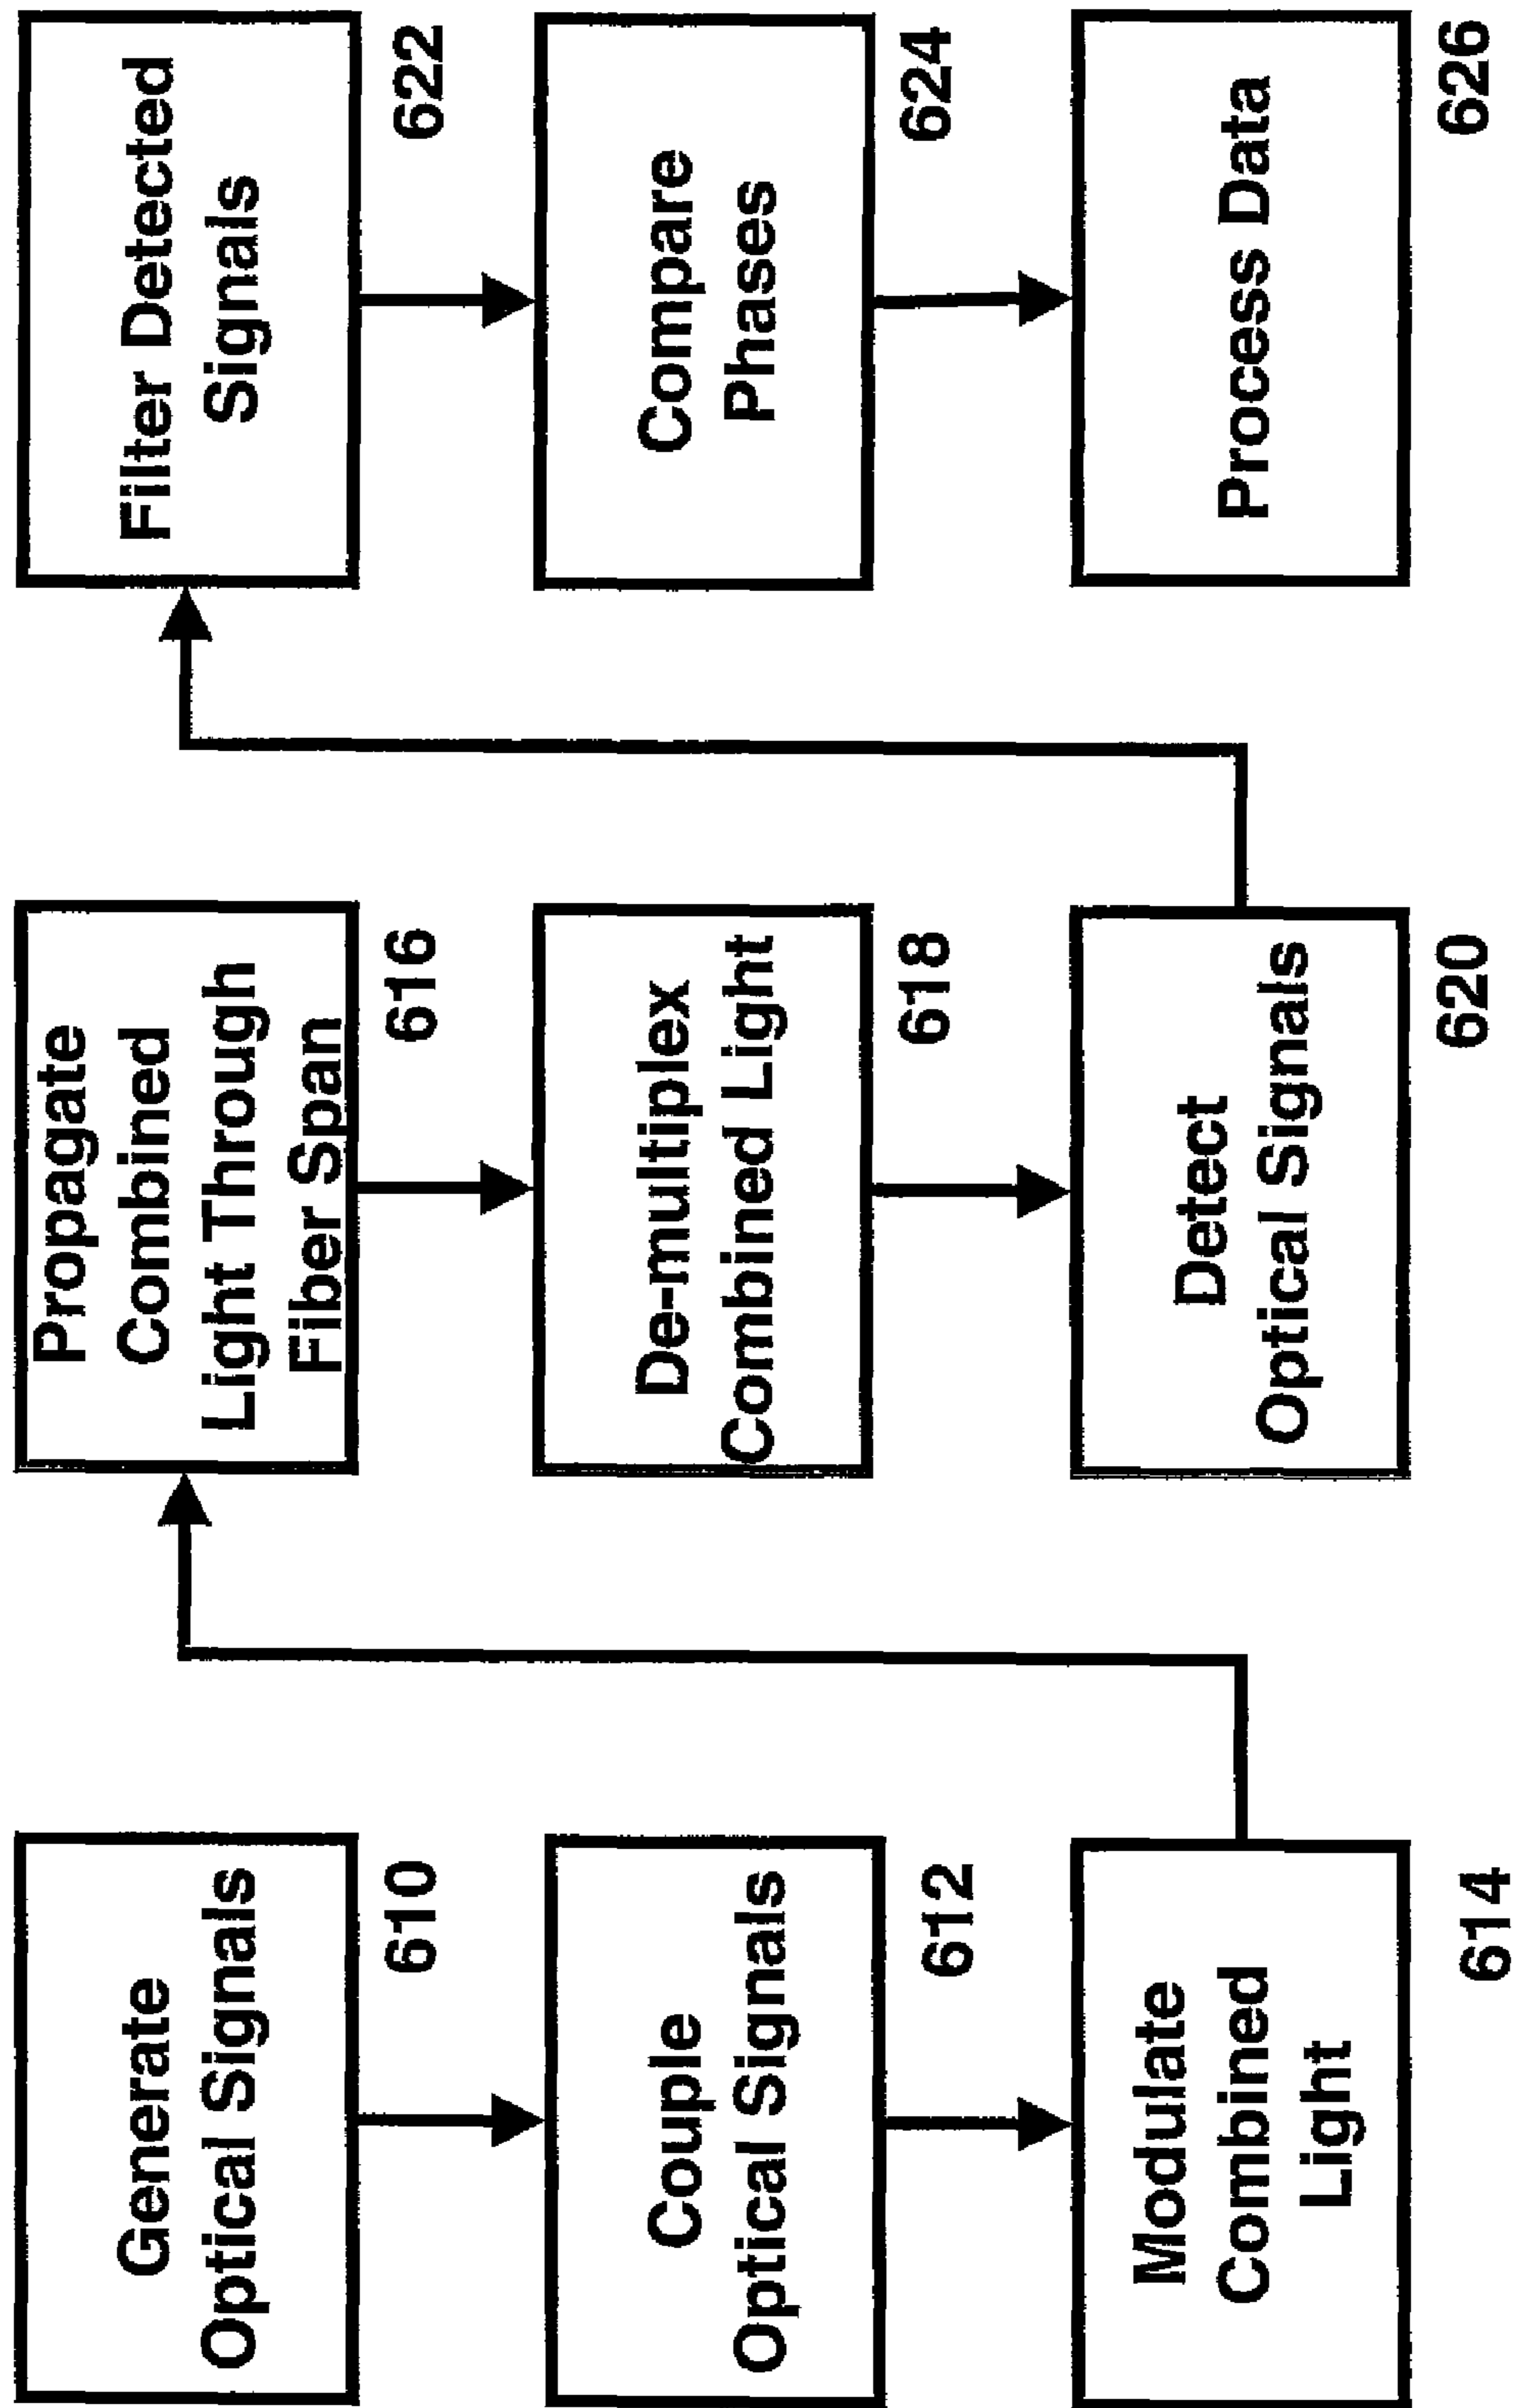 Generate
Optical Signals
610
Couple
Optical Signals
612
Modulate
Combined
Light
614
Propagate
Combined
Light Through
Fiber Span
616
De-multiplex
Combined Light
618
Detect
Optical Signals
620
Filter Detected
Signals
622
Compare
Phases
624
Process Data
626